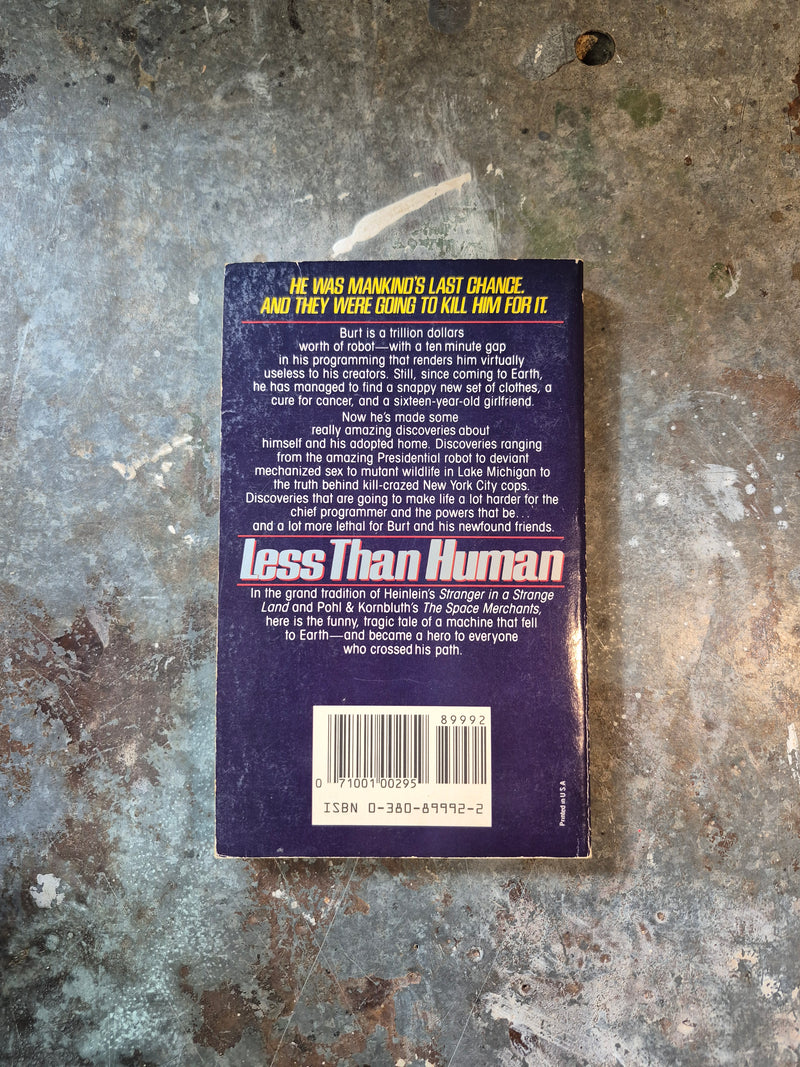 HE WAS MANKIND'S LAST CHANCE.
AND THEY WERE GOING TO KILL HIM FOR IT.
Burt is a trillion dollars
worth of robot—with a ten minute gap
in his programming that renders him virtually
useless to his creators. Still, since coming to Earth,
he has managed to find a snappy new set of clothes, a
cure for cancer, and a sixteen-year-old girlfriend.
Now he's made some
really amazing discoveries about
himself and his adopted home. Discoveries ranging
from the amazing Presidential robot to deviant
mechanized sex to mutant wildlife in Lake Michigan to
the truth behind kill-crazed New York City cops.
Discoveries that are going to make life a lot harder for the
chief programmer and the powers that be...
and a lot more lethal for Burt and his newfound friends.
Less Than Human
In the grand tradition of Heinlein's Stranger in a Strange
Land and Pohl & Kornbluth's The Space Merchants,
here is the funny, tragic tale of a machine that fell
to Earth—and became a hero to everyone
who crossed his path.
89992
0 71001 00295
ISBN 0-380-89992-2
Printed in U.S.A